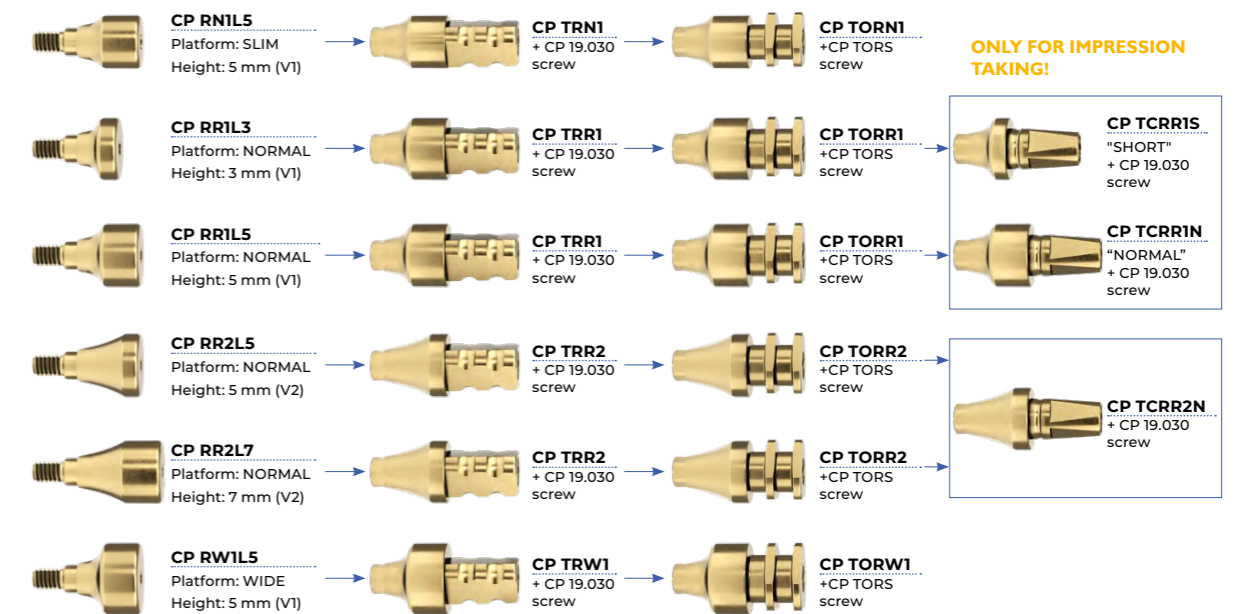 ONLY FOR IMPRESSION
TAKING!
CP RN1L5
Platform: SLIM
Height: 5 mm (V1)
CP TRN1
+ CP 19.030
screw
CP TORN1
+CP TORS
screw
CP RR1L3
Platform: NORMAL
Height: 3 mm (V1)
CP TRR1
+ CP 19.030
screw
CP TORR1
+CP TORS
screw
CP TCRR1S
"SHORT"
+ CP 19.030
screw
CP RR1L5
Platform: NORMAL
Height: 5 mm (V1)
CP TRR1
+ CP 19.030
screw
CP TORR1
+CP TORS
screw
CP TCRR1N
“NORMAL”
+ CP 19.030
screw
CP RR2L5
Platform: NORMAL
Height: 5 mm (V2)
CP TRR2
+ CP 19.030
screw
CP TORR2
+CP TORS
screw
CP TCRR2N
+ CP 19.030
screw
CP RR2L7
Platform: NORMAL
Height: 7 mm (V2)
CP TRR2
+ CP 19.030
screw
CP TORR2
+CP TORS
screw
CP RW1L5
Platform: WIDE
Height: 5 mm (V1)
CP TRW1
+ CP 19.030
screw
CP TORW1
+CP TORS
screw